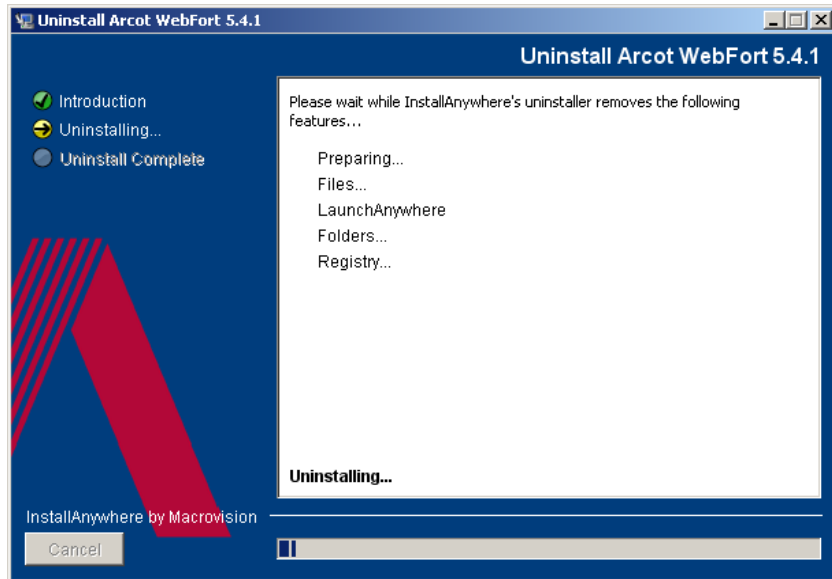 Uninstall Arcot WebFort 5.4.1
Uninstall Arcot WebFort 5.4.1
Introduction
Uninstalling...
Uninstall Complete
Please wait while InstallAnywhere's uninstaller removes the following
features...
Preparing...
Files...
LaunchAnywhere
Folders...
Registry...
Uninstalling...
InstallAnywhere by Macrovision
Cancel